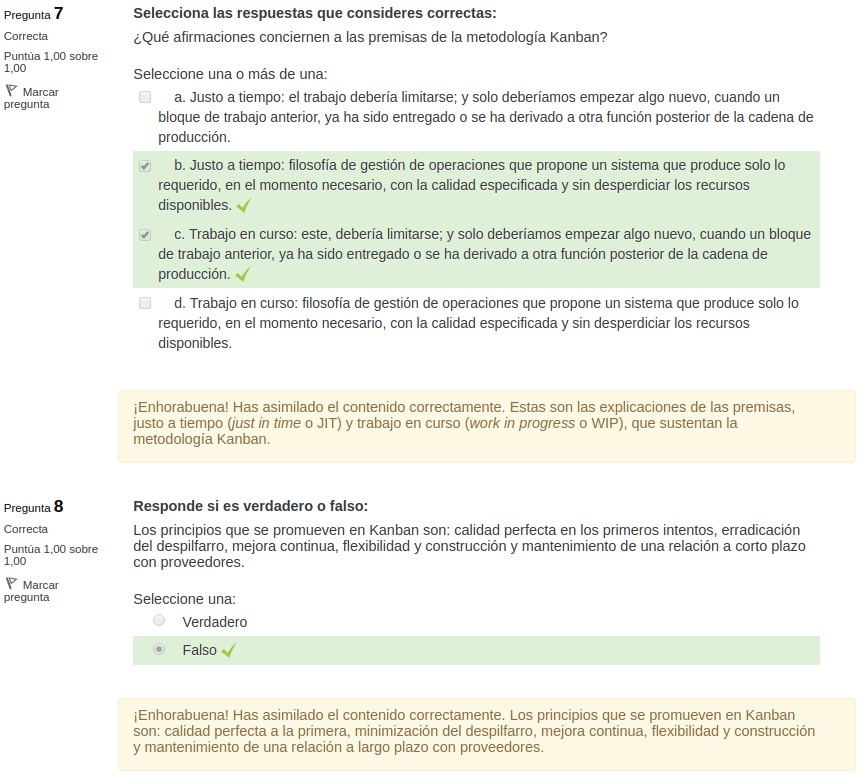 Pregunta 7
Correcta
Puntúa 1,00 sobre
1,00
Marcar
pregunta
Selecciona las respuestas que consideres correctas:
¿Qué afirmaciones conciernen a las premisas de la metodología Kanban?
Seleccione una o más de una:
a. Justo a tiempo: el trabajo debería limitarse; y solo deberíamos empezar algo nuevo, cuando un
bloque de trabajo anterior, ya ha sido entregado o se ha derivado a otra función posterior de la cadena de
producción.
b. Justo a tiempo: filosofía de gestión de operaciones que propone un sistema que produce solo lo
requerido, en el momento necesario, con la calidad especificada y sin desperdiciar los recursos
disponibles.
c. Trabajo en curso: este, debería limitarse; y solo deberíamos empezar algo nuevo, cuando un bloque
de trabajo anterior, ya ha sido entregado o se ha derivado a otra función posterior de la cadena de
producción.
d. Trabajo en curso: filosofía de gestión de operaciones que propone un sistema que produce solo lo
requerido, en el momento necesario, con la calidad especificada y sin desperdiciar los recursos
disponibles.
¡Enhorabuena! Has asimilado el contenido correctamente. Estas son las explicaciones de las premisas,
justo a tiempo (just in time o JIT) y trabajo en curso (work in progress o WIP), que sustentan la
metodología Kanban.
Pregunta 8
Correcta
Puntúa 1,00 sobre
1,00
Marcar
pregunta
Responde si es verdadero o falso:
Los principios que se promueven en Kanban son: calidad perfecta en los primeros intentos, erradicación
del despilfarro, mejora continua, flexibilidad y construcción y mantenimiento de una relación a corto plazo
con proveedores.
Seleccione una:
Verdadero
Falso
¡Enhorabuena! Has asimilado el contenido correctamente. Los principios que se promueven en Kanban
son: calidad perfecta a la primera, minimización del despilfarro, mejora continua, flexibilidad y construcción
y mantenimiento de una relación a largo plazo con proveedores.